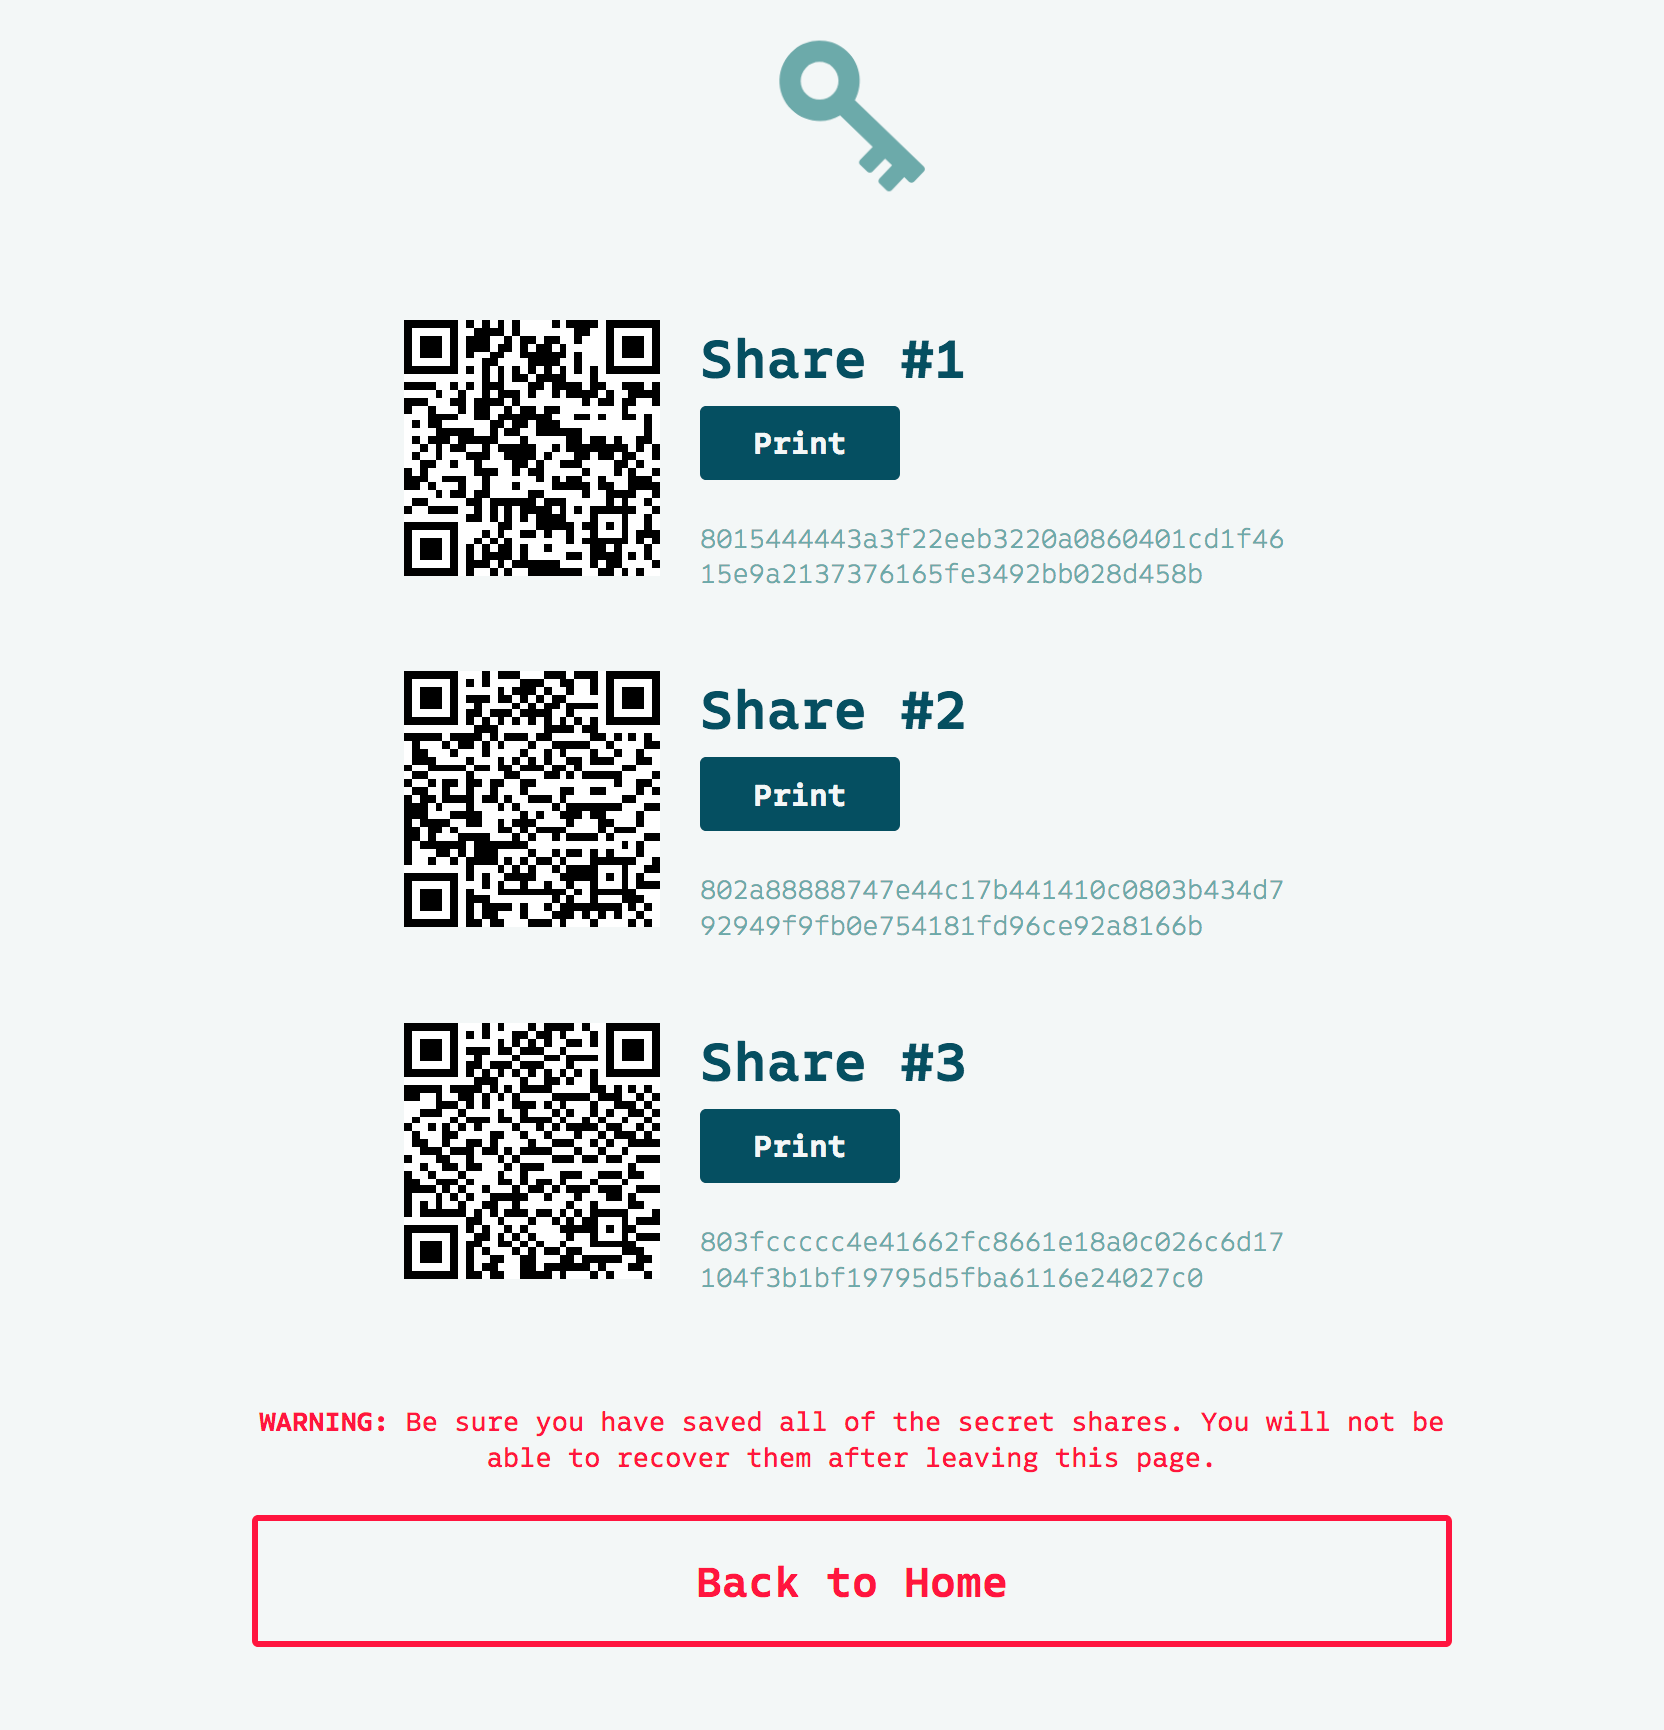 Share #1
Print
8015444443a3f22eeb3220a0860401cd1f46
15e9a2137376165fe3492bb028d458b
Share #2
Print
802a88888747e44c17b441410c0803b434d7
92949f9fb0e754181fd96ce92a8166b
Share #3
Print
803fccccc4e41662fc8661e18a0c026c6d17
104f3b1bf19795d5fba6116e24027c0
WARNING: Be sure you have saved all of the secret shares. You will not be
able to recover them after leaving this page.
Back to Home